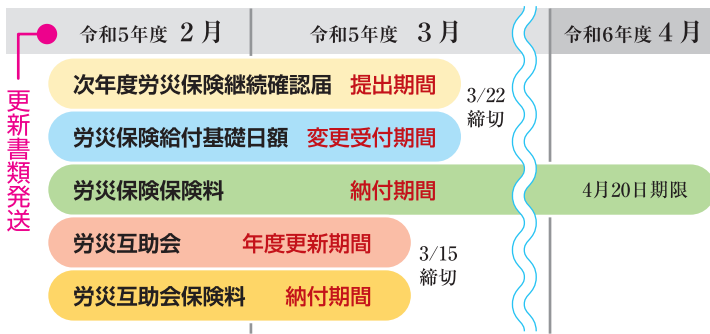 令和5年度 2月
令和5年度 3月
令和6年度 4月
更新書類発送
次年度労災保険継続確認届 提出期間
労災保険給付基礎日額 変更受付期間
3/22
締切
労災保険保険料 納付期間
4月20日期限
労災互助会 年度更新期間
労災互助会保険料 納付期間
3/15
締切